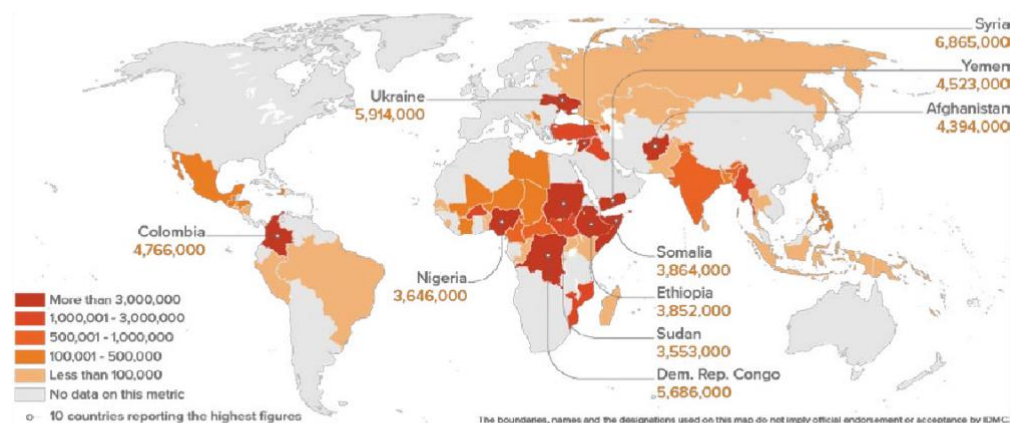 Syria
6,865,000
Yemen
4,523,000
Ukraine
5,914,000
Afghanistan
4,394,000
Colombia
4,766,000
Nigeria
3,646,000
Somalia
3,864,000
Ethiopia
3,852,000
Sudan
3,553,000
Dem. Rep. Congo
5,686,000
More than 3,000,000
1,000,001 - 3,000,000
500,001 - 1,000,000
100,001 - 500,000
Less than 100,000
No data on this metric
10 countries reporting the highest figures
The boundaries, names and the designations used on this map do not imply official endorsement or acceptance by IDMC.